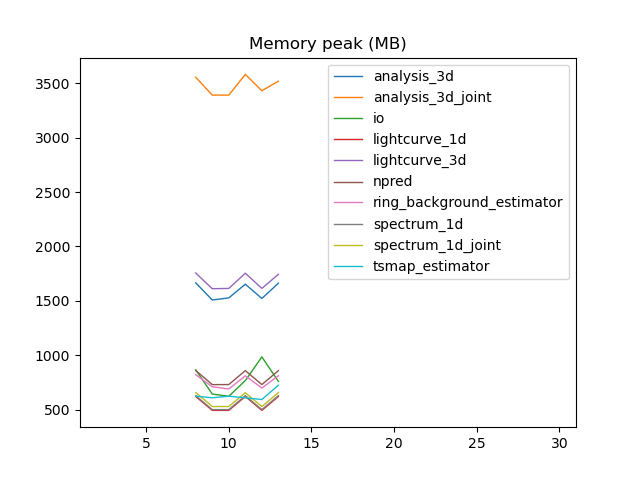 Memory peak (MB)
3500
3000
2500
2000
1500
1000
500
5
10
15
20
25
30
analysis_3d
analysis_3d_joint
io
lightcurve_1d
lightcurve_3d
npred
ring_background_estimator
spectrum_1d
spectrum_1d_joint
tsmap_estimator